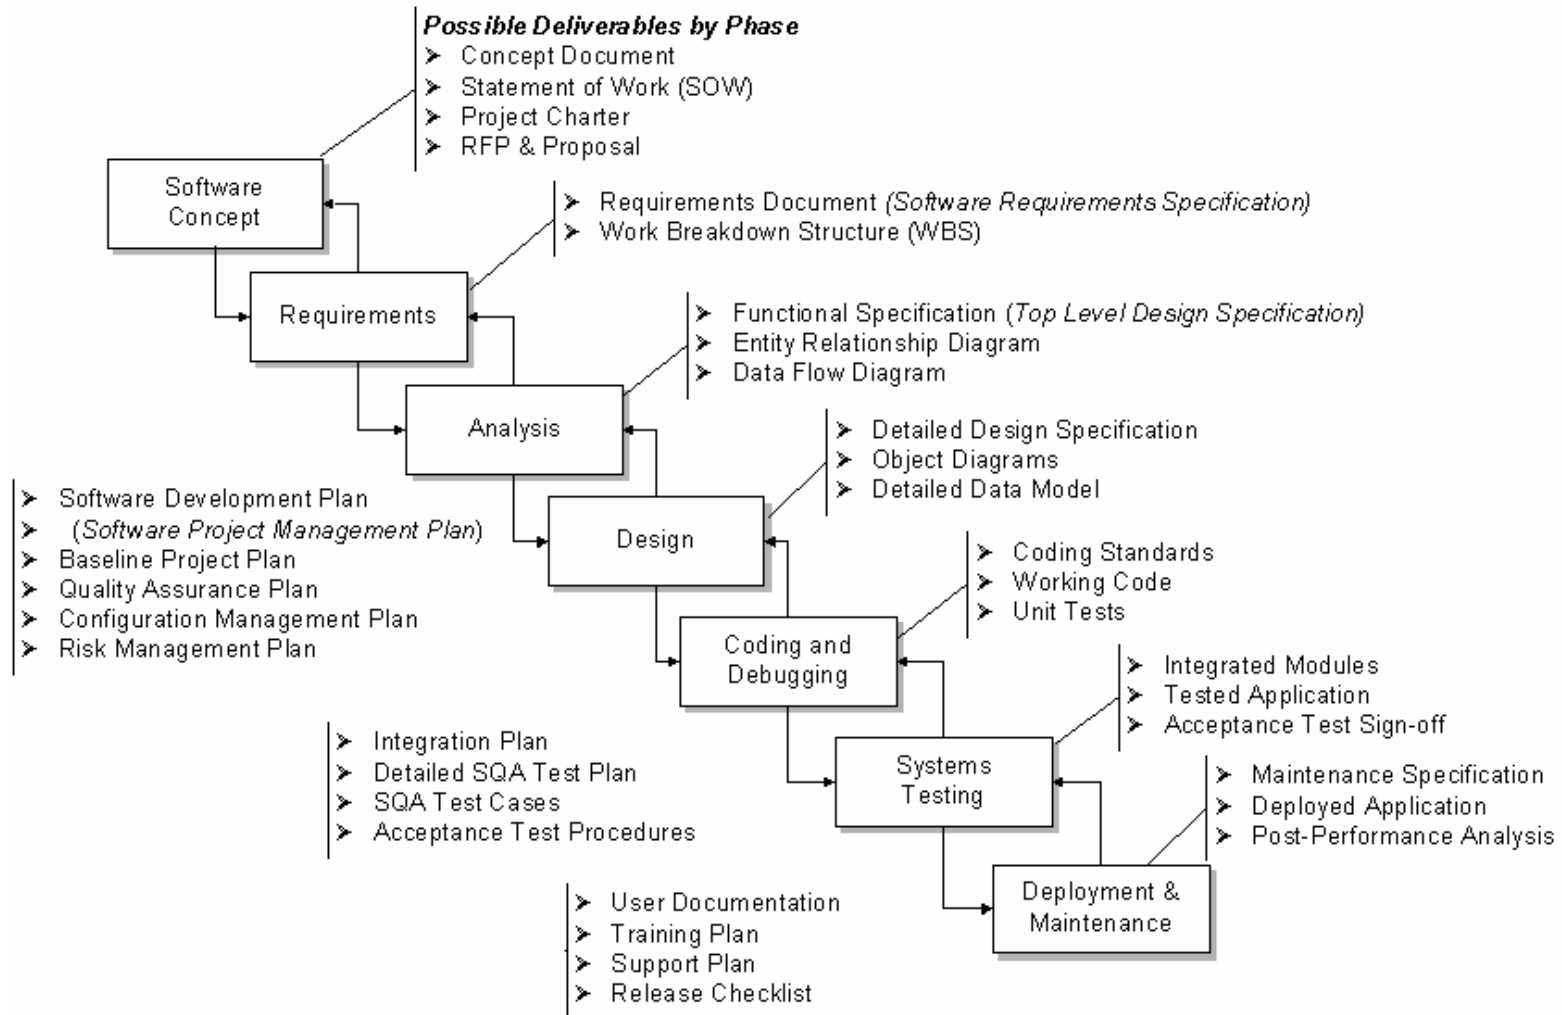 Possible Deliverables by Phase
➢ Concept Document
➢ Statement of Work (SOW)
➢ Project Charter
➢ RFP & Proposal
Software
Concept
➢ Requirements Document (Software Requirements Specification)
➢ Work Breakdown Structure (WBS)
Requirements
➢ Functional Specification (Top Level Design Specification)
➢ Entity Relationship Diagram
➢ Data Flow Diagram
Analysis
➢ Detailed Design Specification
➢ Object Diagrams
➢ Detailed Data Model
➢ Software Development Plan
➢ (Software Project Management Plan)
➢ Baseline Project Plan
➢ Quality Assurance Plan
➢ Configuration Management Plan
➢ Risk Management Plan
Design
➢ Coding Standards
➢ Working Code
➢ Unit Tests
Coding and
Debugging
➢ Integrated Modules
➢ Tested Application
➢ Acceptance Test Sign-off
➢ Integration Plan
➢ Detailed SQA Test Plan
➢ SQA Test Cases
➢ Acceptance Test Procedures
Systems
Testing
➢ Maintenance Specification
➢ Deployed Application
➢ Post-Performance Analysis
Deployment &
Maintenance
➢ User Documentation
➢ Training Plan
➢ Support Plan
➢ Release Checklist